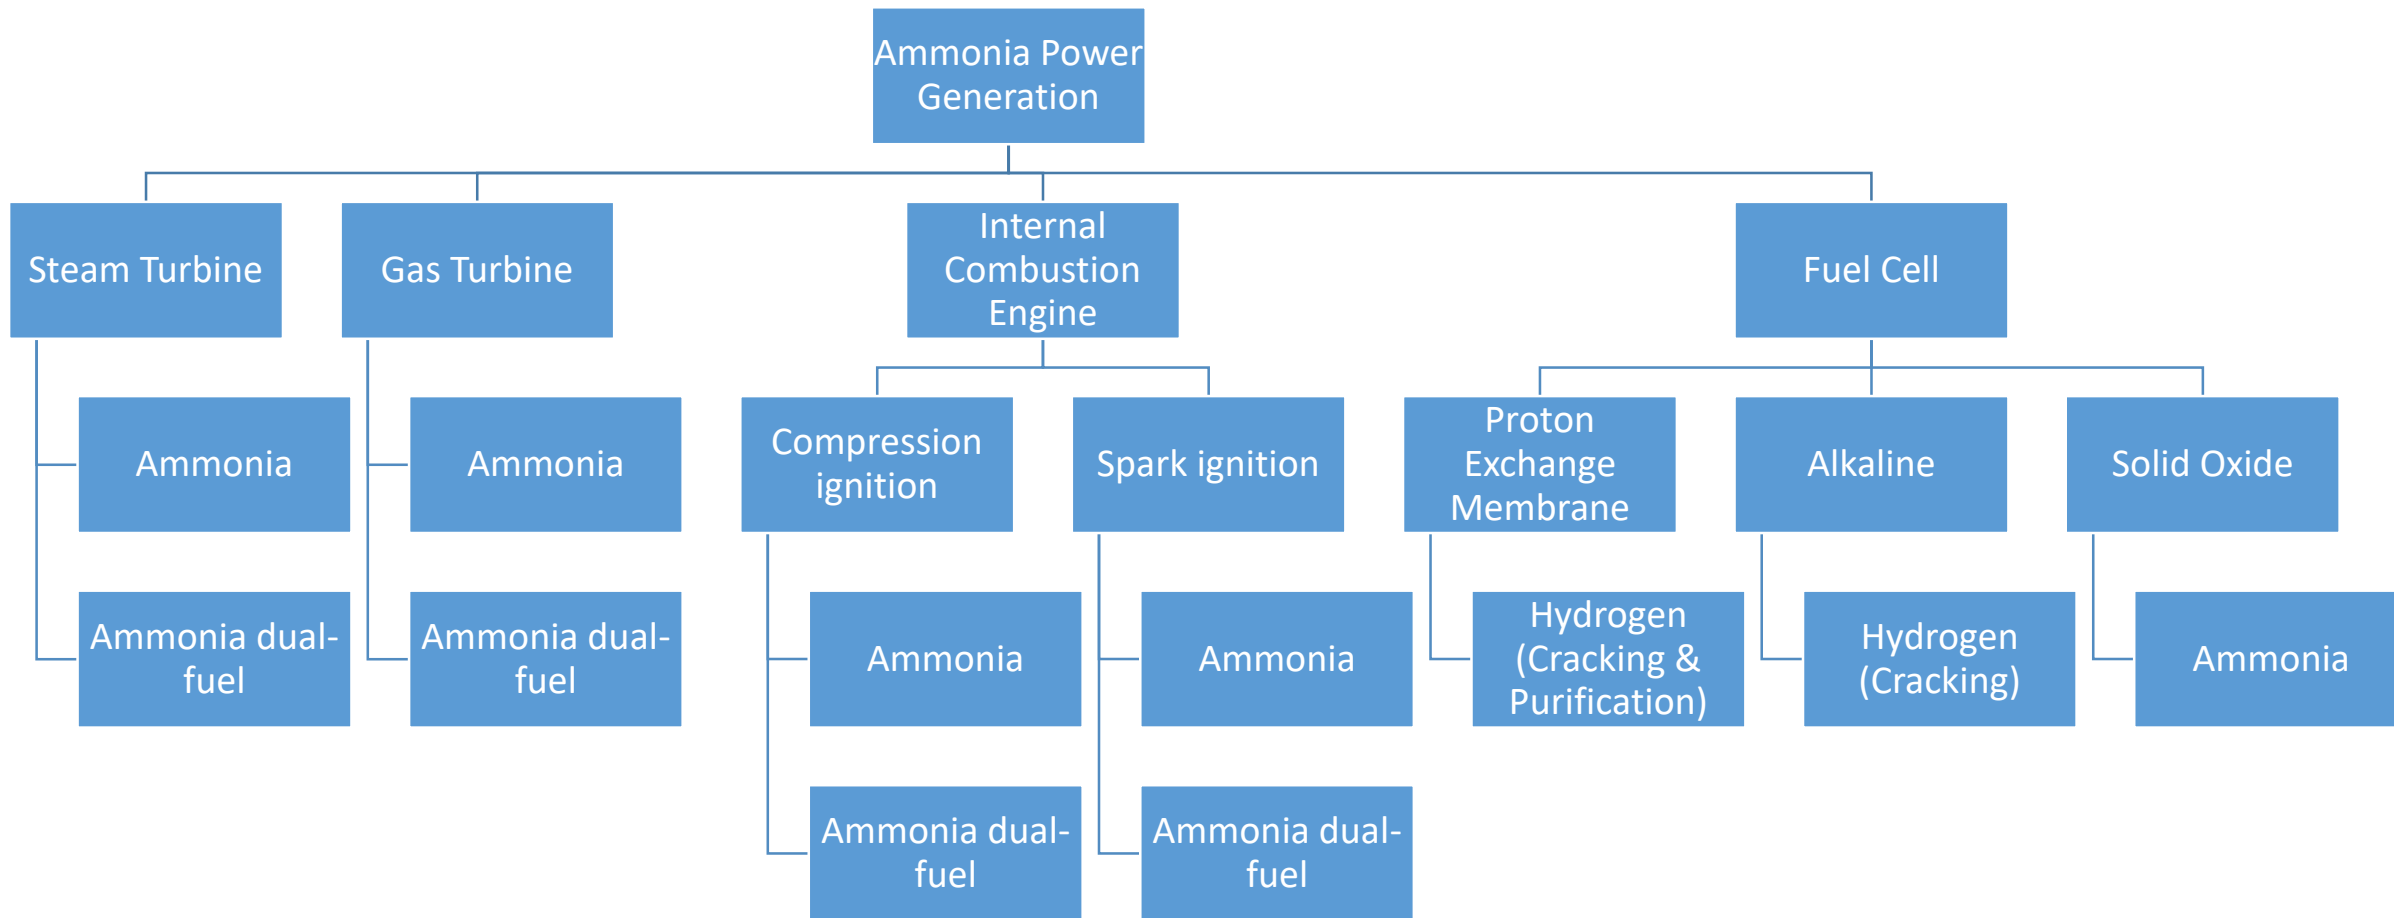 Ammonia Power
Generation
Steam Turbine
Gas Turbine
Internal
Combustion
Engine
Fuel Cell
Ammonia
Ammonia
Compression
ignition
Spark ignition
Proton
Exchange
Membrane
Alkaline
Solid Oxide
Ammonia dual-
fuel
Ammonia dual-
fuel
Ammonia
Ammonia
Hydrogen
(Cracking &
Purification)
Hydrogen
(Cracking)
Ammonia
Ammonia dual-
fuel
Ammonia dual-
fuel